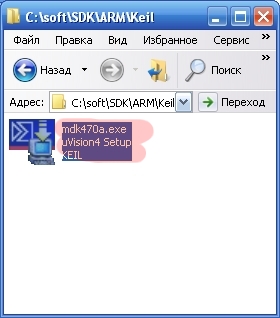 C:\soft\SDK\ARM\Keil
Файл Правка Вид Избранное Сервис »
Назад Поиск
Адрес: C:\soft\SDK\ARM\Keil Переход
mdk470a.exe
uVision4 Setup
KEIL